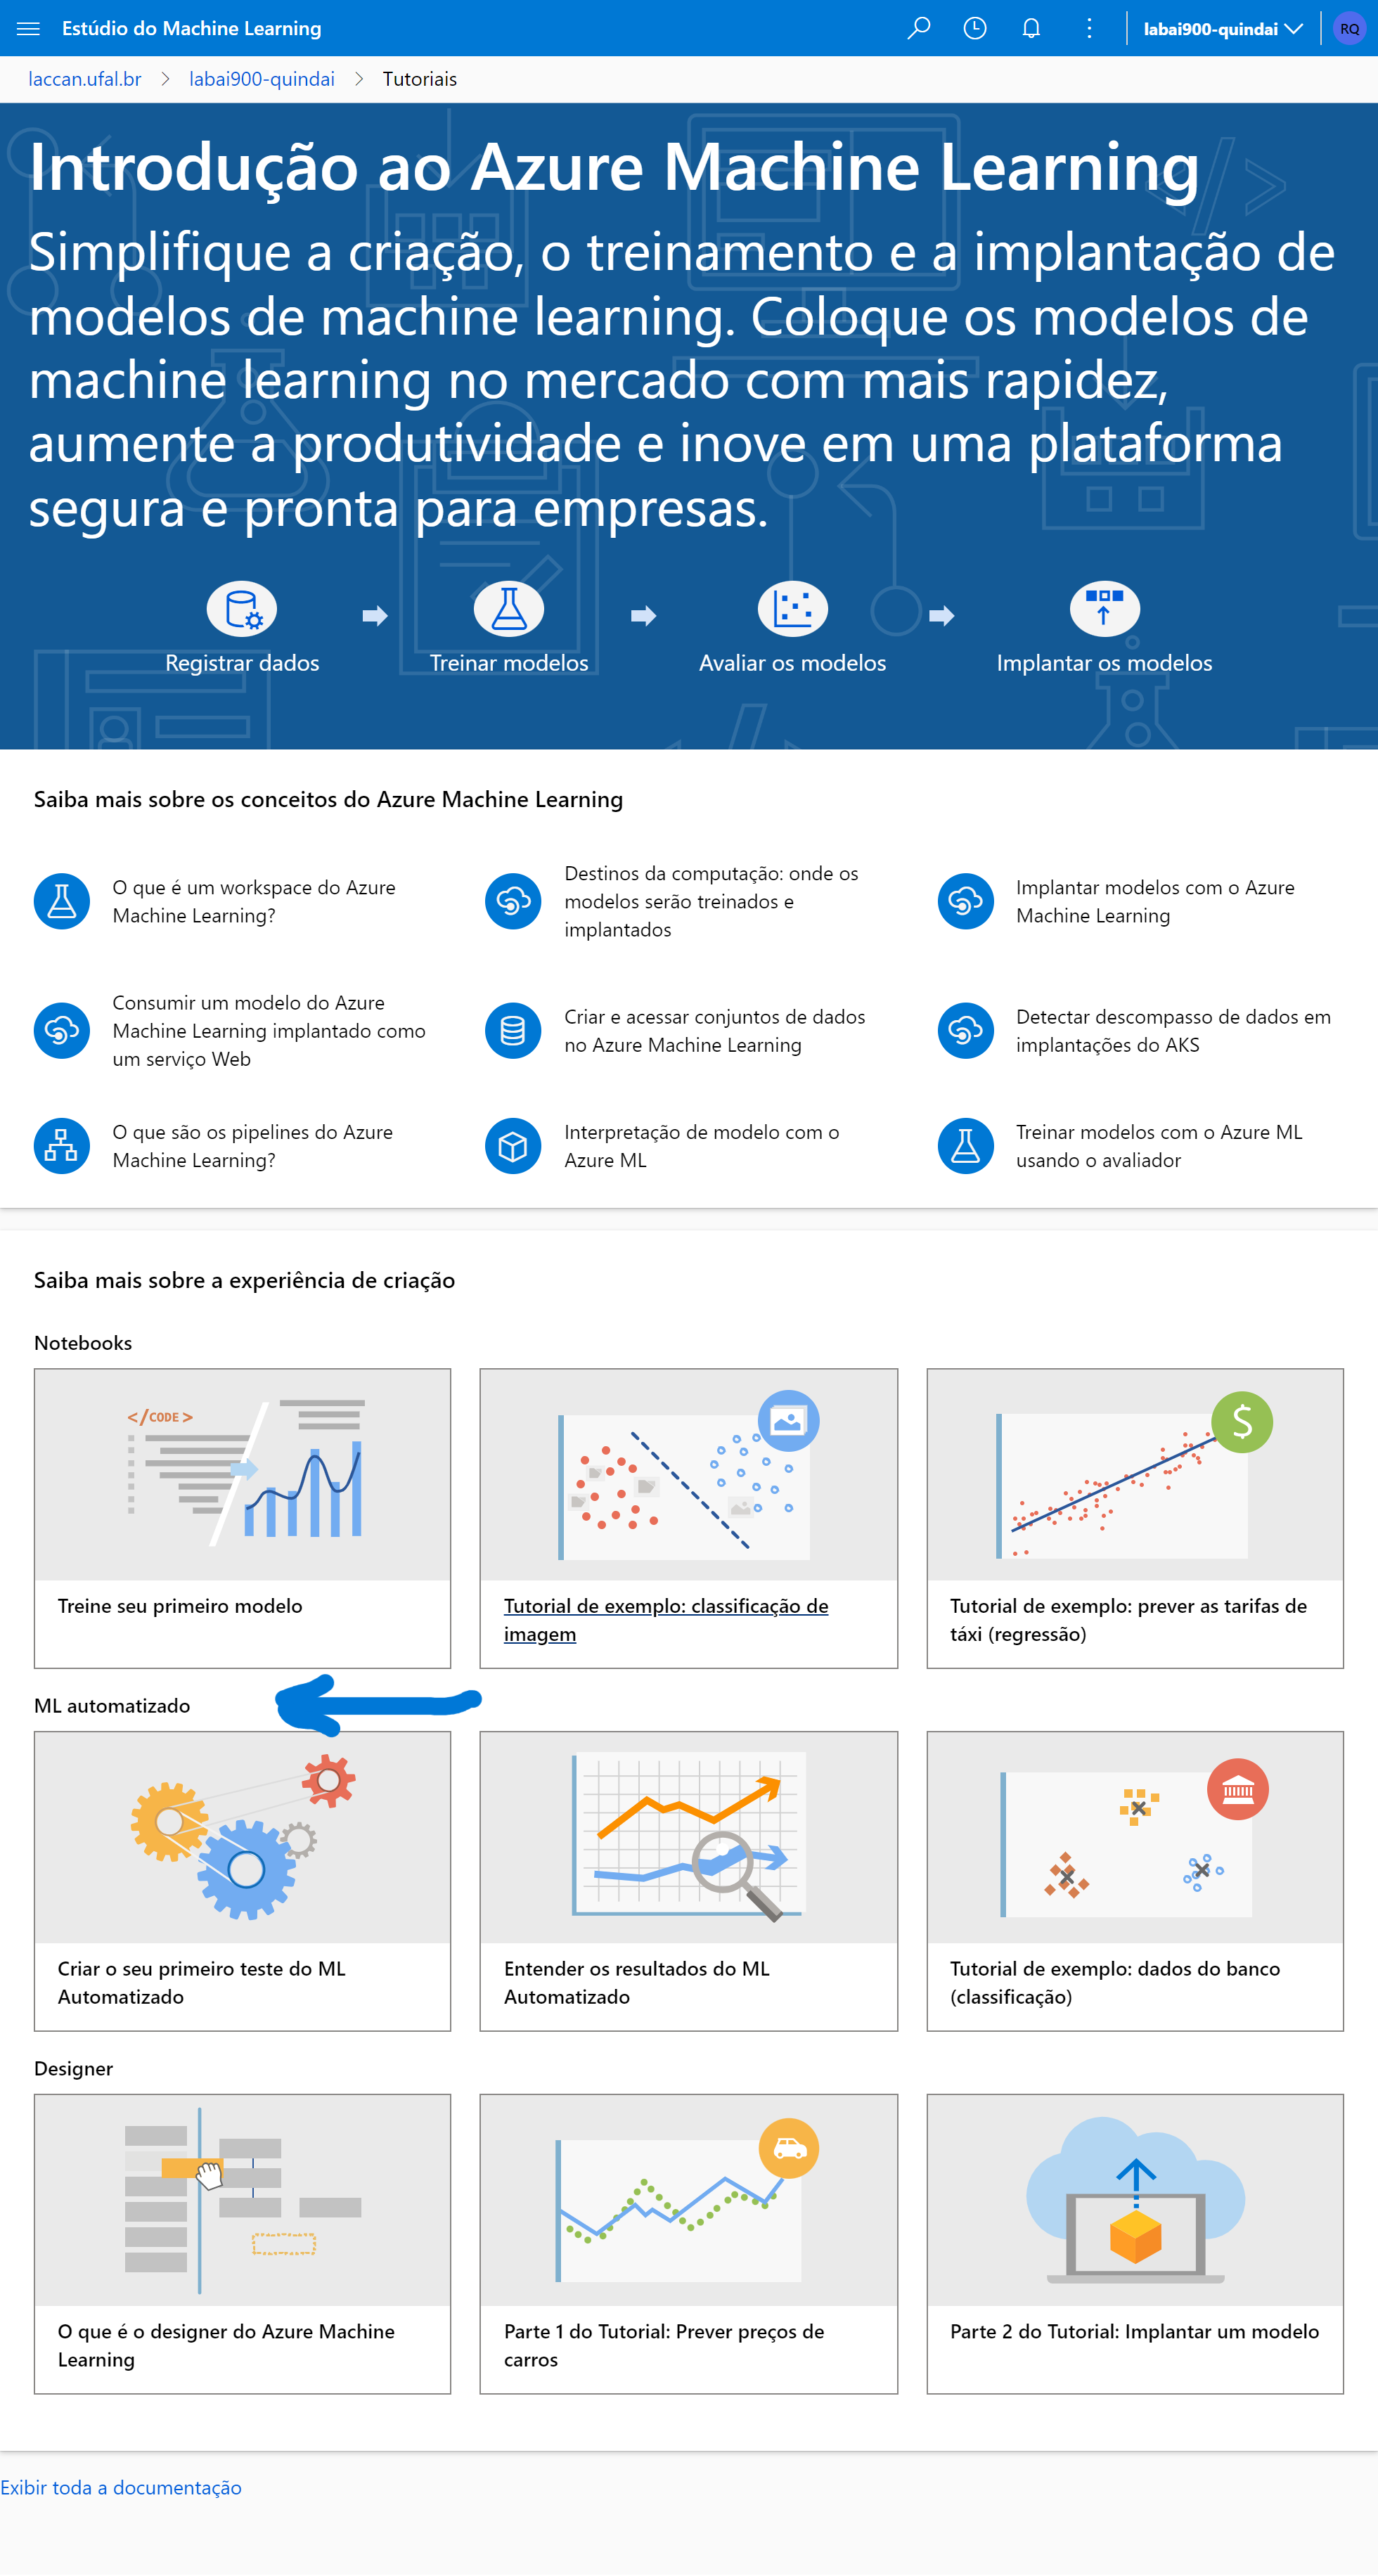 Estúdio do Machine Learning
labai900-quindai
RQ
laccan.ufal.br > labai900-quindai > Tutoriais
Introdução ao Azure Machine Learning
Simplifique a criação, o treinamento e a implantação de
modelos de machine learning. Coloque os modelos de
machine learning no mercado com mais rapidez,
aumente a produtividade e inove em uma plataforma
segura e pronta para empresas.
Registrar dados
Treinar modelos
Avaliar os modelos
Implantar os modelos
Saiba mais sobre os conceitos do Azure Machine Learning
O que é um workspace do Azure
Machine Learning?
Destinos da computação: onde os
modelos serão treinados e
implantados
Implantar modelos com o Azure
Machine Learning
Consumir um modelo do Azure
Machine Learning implantado como
um serviço Web
Criar e acessar conjuntos de dados
no Azure Machine Learning
Detectar descompasso de dados em
implantações do AKS
O que são os pipelines do Azure
Machine Learning?
Interpretação de modelo com o
Azure ML
Treinar modelos com o Azure ML
usando o avaliador
Saiba mais sobre a experiência de criação
Notebooks
</CODE>
$
Treine seu primeiro modelo
Tutorial de exemplo: classificação de
imagem
Tutorial de exemplo: prever as tarifas de
táxi (regressão)
ML automatizado
Criar o seu primeiro teste do ML
Automatizado
Entender os resultados do ML
Automatizado
Tutorial de exemplo: dados do banco
(classificação)
Designer
O que é o designer do Azure Machine
Learning
Parte 1 do Tutorial: Prever preços de
carros
Parte 2 do Tutorial: Implantar um modelo
Exibir toda a documentação